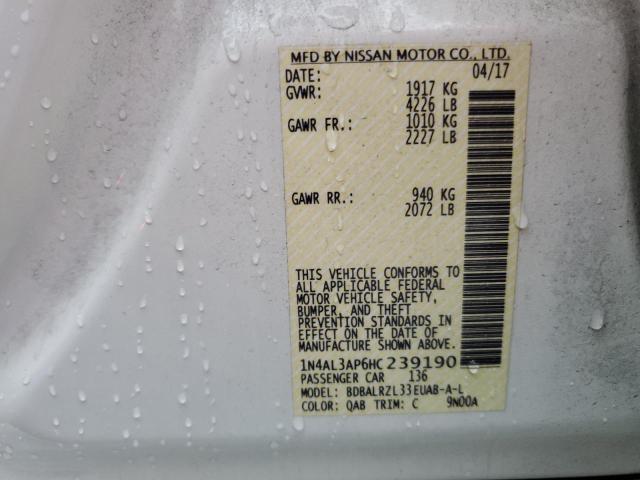 MFD BY NISSAN MOTOR CO., LTD.
DATE: 04/17
GVWR: 1917 KG
4226 LB
GAWR FR.: 1010 KG
2227 LB
GAWR RR.: 940 KG
2072 LB
THIS VEHICLE CONFORMS TO
ALL APPLICABLE FEDERAL
MOTOR VEHICLE SAFETY,
BUMPER, AND THEFT
PREVENTION STANDARDS IN
EFFECT ON THE DATE OF
MANUFACTURE SHOWN ABOVE.
1N4AL3AP6HC239190
PASSENGER CAR 136
MODEL: BDBALRZL33EUAB-A-L
COLOR: QAB TRIM: C 9N00A